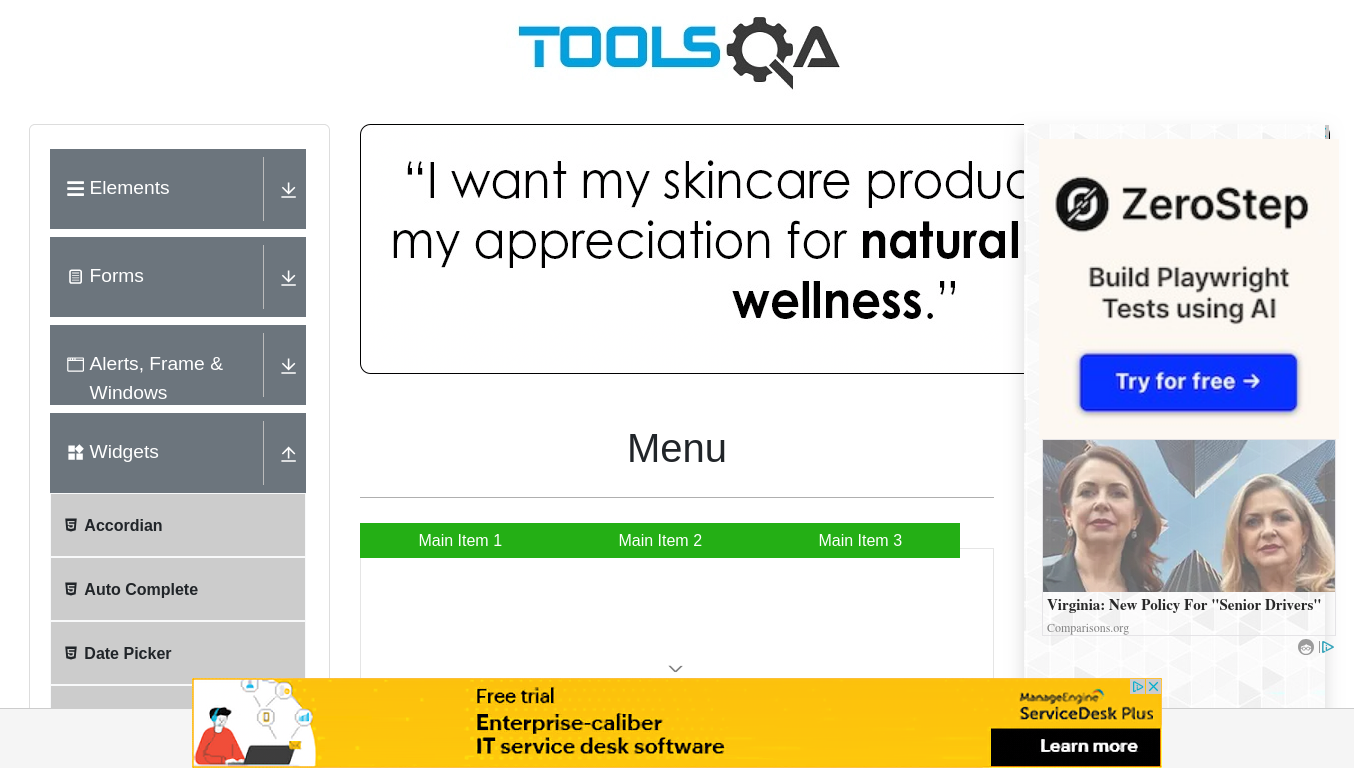 TOOLSQA
Elements
Forms
Alerts, Frame &
Windows
Widgets
Accordian
Auto Complete
Date Picker
“I want my skincare
my appreciation for natural
wellness.”
Menu
Main Item 1
Main Item 2
Main Item 3
ZeroStep
Build Playwright
Tests using AI
Try for free →
Virginia: New Policy For "Senior Drivers"
Comparisons.org
Free trial
Enterprise-caliber
IT service desk software
ManageEngine
ServiceDesk Plus
Learn more